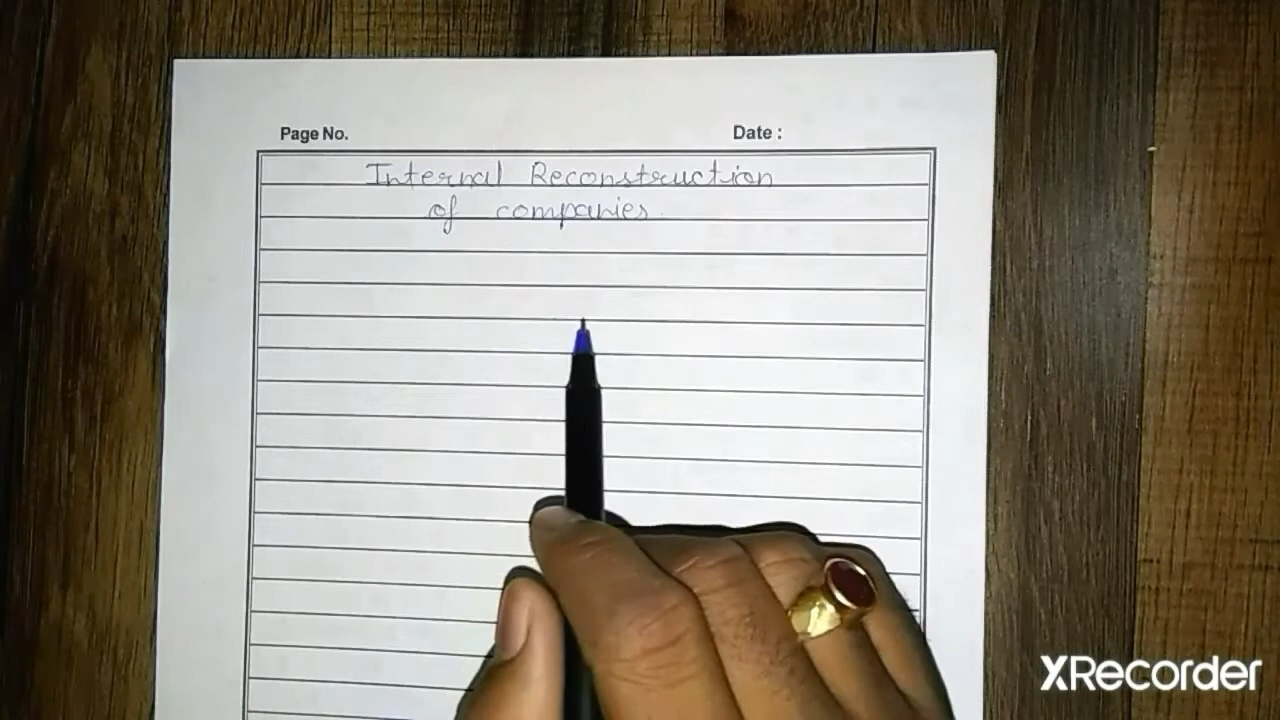 Page No.
Date :
Internal Reconstruction
of companies.
XRecorder